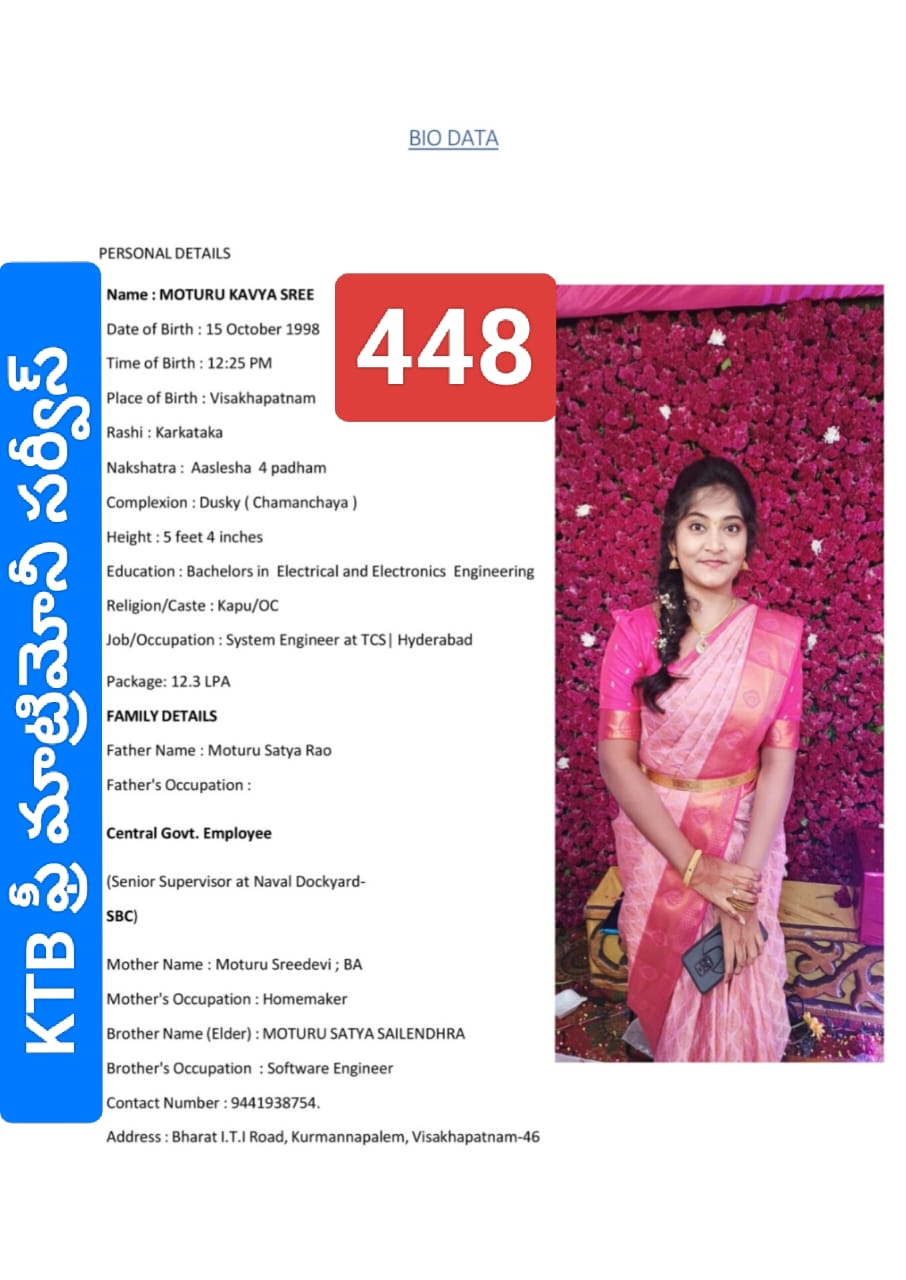 BIO DATA
PERSONAL DETAILS
Name : MOTURU KAVYA SREE
Date of Birth : 15 October 1998
Time of Birth : 12:25 PM
Place of Birth : Visakhapatnam
Rashi : Karkataka
Nakshatra : Aaslesha 4 padham
Complexion : Dusky ( Chamanchaya )
Height : 5 feet 4 inches
Education : Bachelors in Electrical and Electronics Engineering
Religion/Caste : Kapu/OC
Job/Occupation : System Engineer at TCS| Hyderabad
Package: 12.3 LPA
FAMILY DETAILS
Father Name : Moturu Satya Rao
Father's Occupation :
Central Govt. Employee
(Senior Supervisor at Naval Dockyard-
SBC)
Mother Name : Moturu Sreedevi ; BA
Mother's Occupation : Homemaker
Brother Name (Elder) : MOTURU SATYA SAILENDHRA
Brother's Occupation : Software Engineer
Contact Number : 9441938754.
Address : Bharat I.T.I Road, Kurmannapalem, Visakhapatnam-46
448
KTB ఫ్రీ మాట్రిమోనీ సర్వీస్